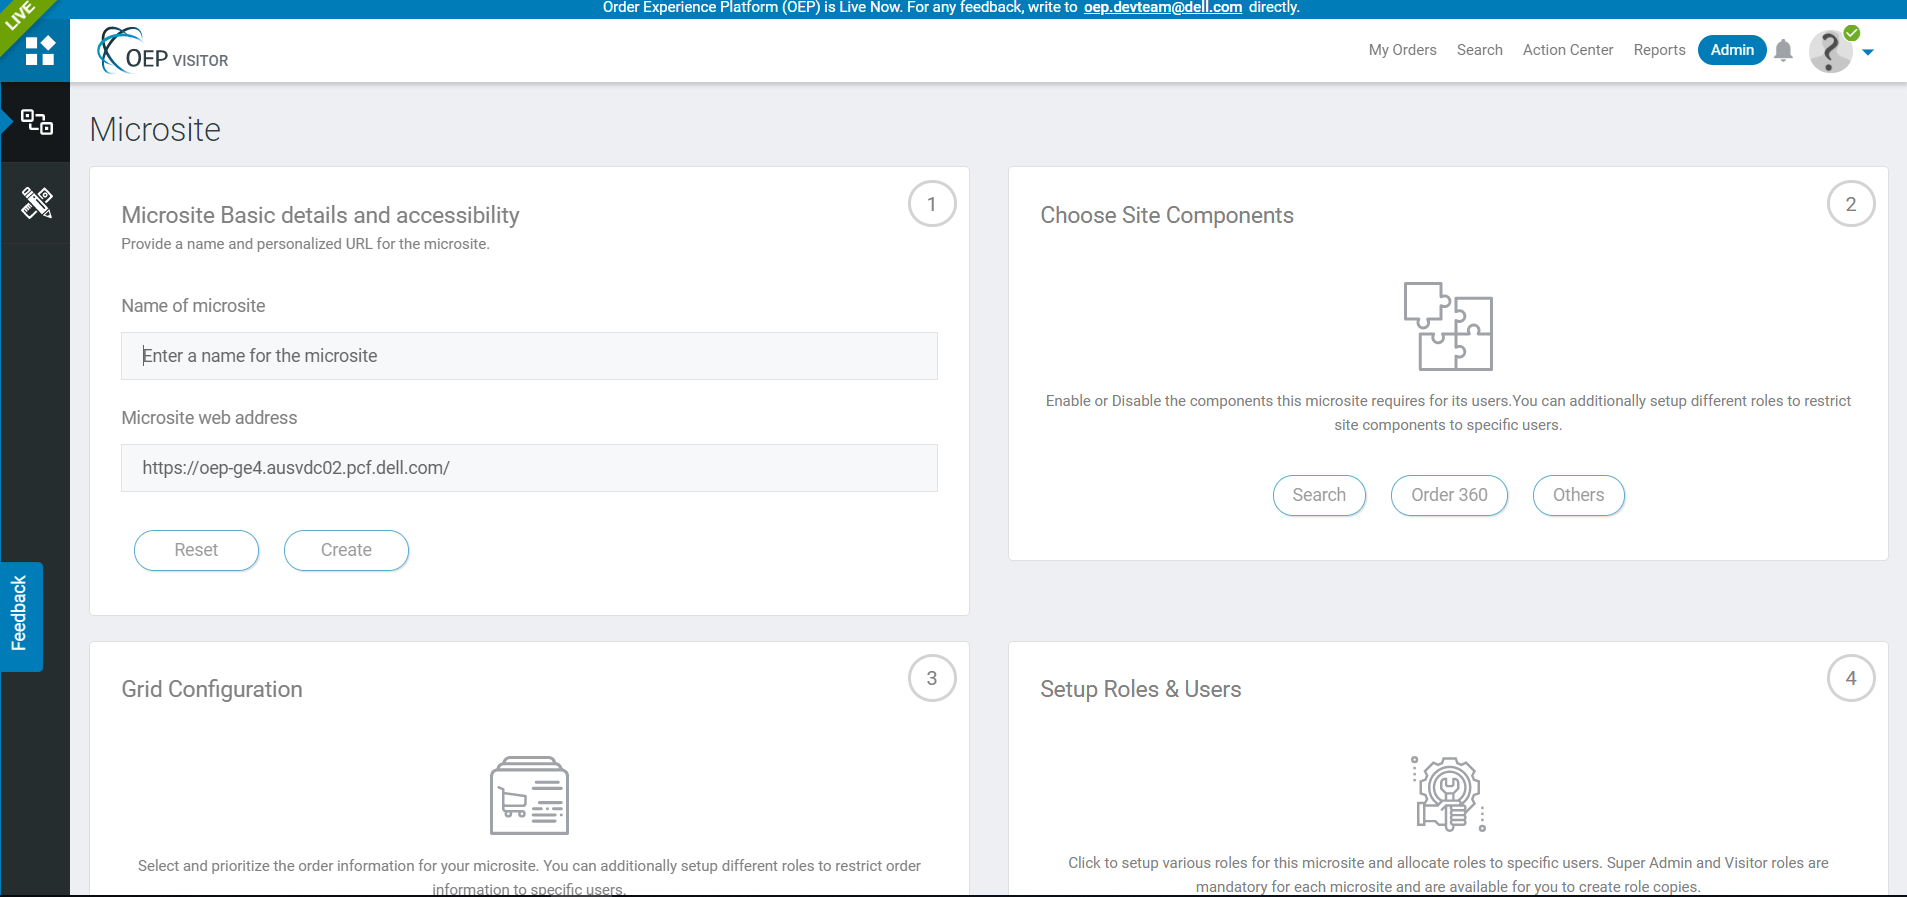 LIVE
Order Experience Platform (OEP) is Live Now. For any feedback, write to oep.devteam@dell.com directly.
OEP VISITOR
My Orders
Search
Action Center
Reports
Admin
Microsite
Microsite Basic details and accessibility
1
Provide a name and personalized URL for the microsite.
Name of microsite
Enter a name for the microsite
Microsite web address
https://oep-ge4.ausvdc02.pcf.dell.com/
Reset
Create
Choose Site Components
2
Enable or Disable the components this microsite requires for its users.You can additionally setup different roles to restrict
site components to specific users.
Search
Order 360
Others
Feedback
Grid Configuration
3
Select and prioritize the order information for your microsite. You can additionally setup different roles to restrict order
information to specific users.
Setup Roles & Users
4
Click to setup various roles for this microsite and allocate roles to specific users. Super Admin and Visitor roles are
mandatory for each microsite and are available for you to create role copies.